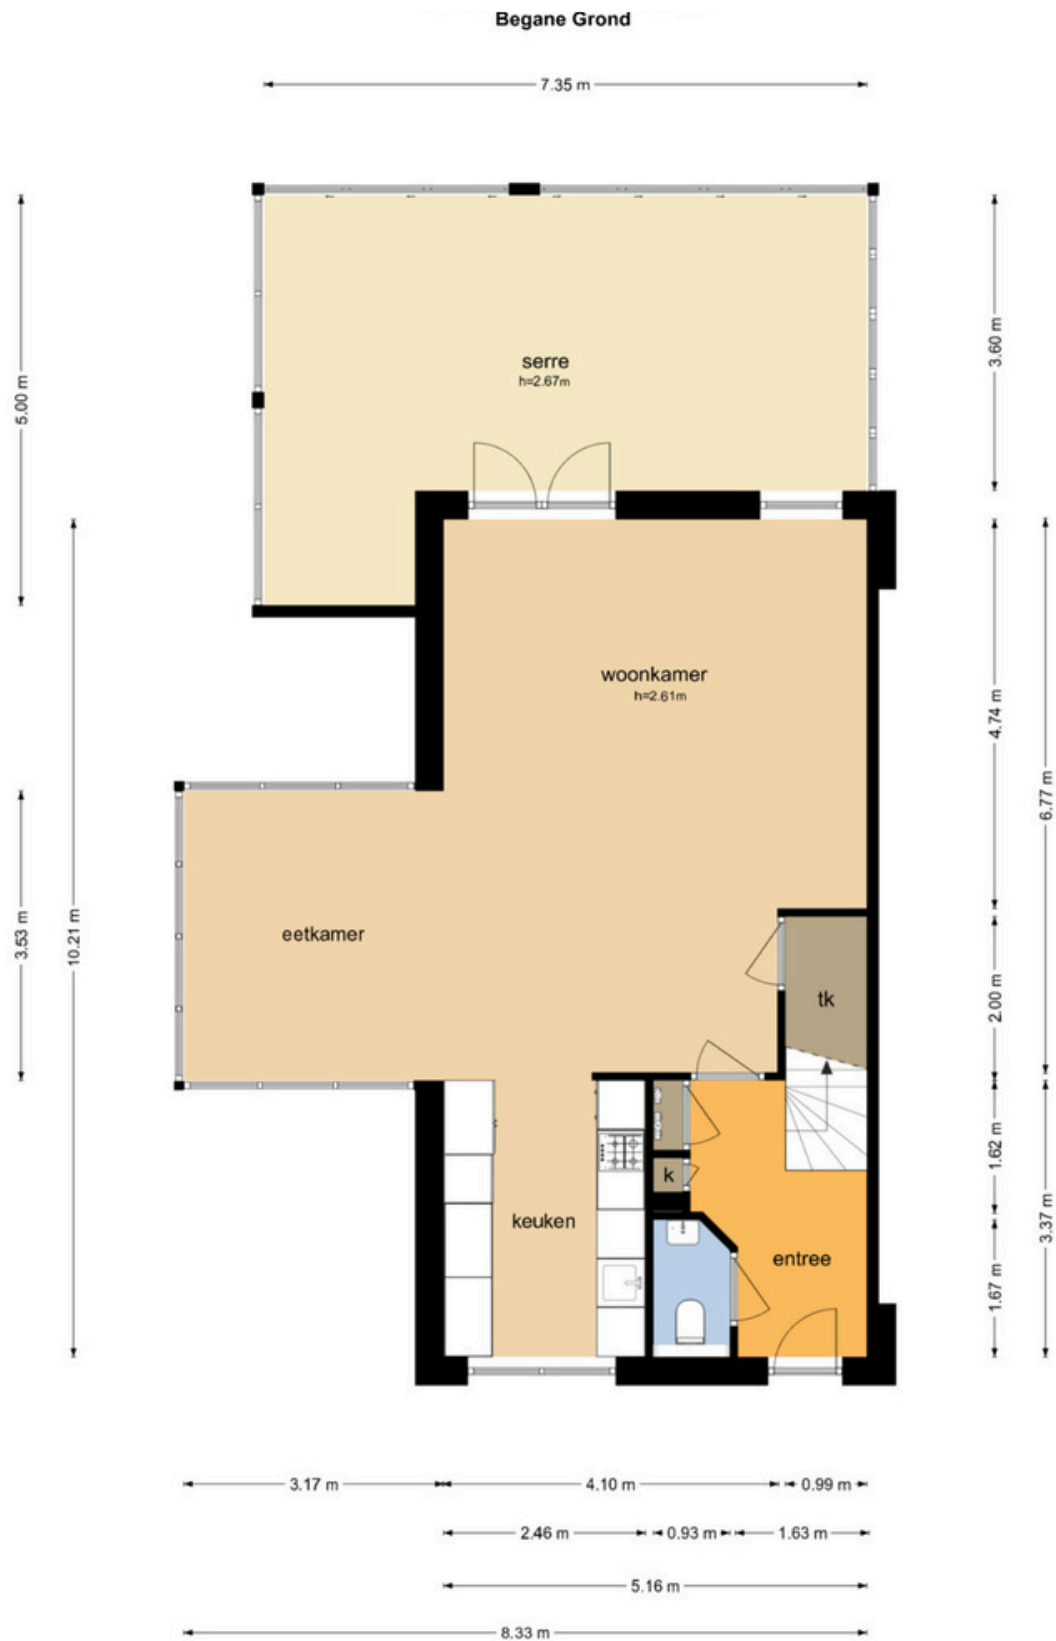 Begane Grond
7.35 m
5.00 m
3.60 m
serre
h=2.67m
woonkamer
h=2.61m
4.74 m
6.77 m
10.21 m
3.53 m
eetkamer
tk
2.00 m
1.62 m
k
keuken
entree
3.37 m
1.67 m
3.17 m
4.10 m
0.99 m
2.46 m
0.93 m
1.63 m
5.16 m
8.33 m